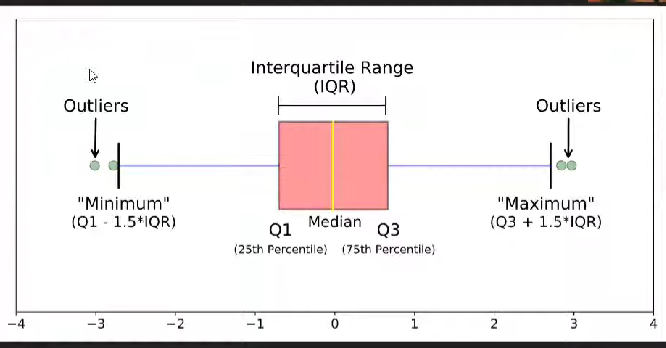 Interquartile Range
(IQR)
Outliers
Outliers
"Minimum"
(Q1 - 1.5*IQR)
"Maximum"
(Q3 + 1.5*IQR)
Median
Q1
Q3
(25th Percentile)
(75th Percentile)
−4 −3 −2 −1 0 1 2 3 4